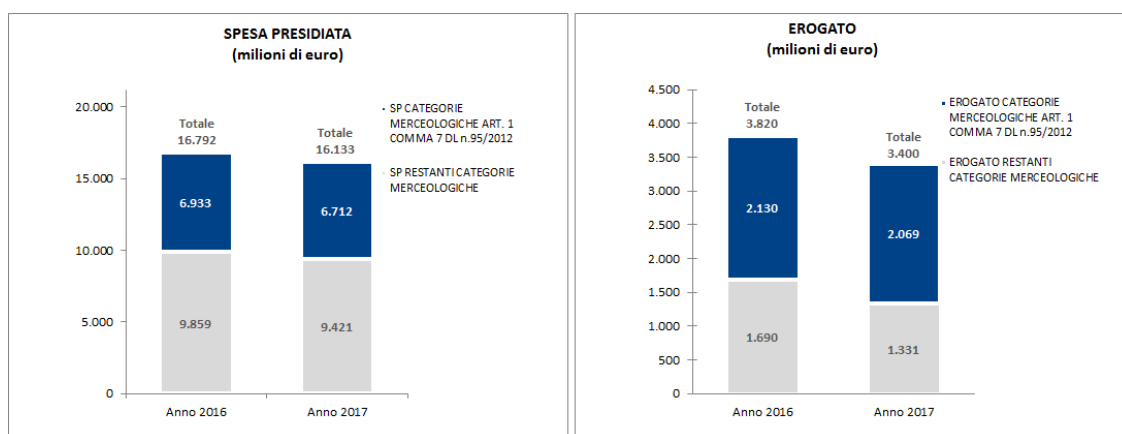 SPESA PRESIDIATA
(milioni di euro)
20.000
15.000
10.000
5.000
0
Totale
16.792
Totale
16.133
6.933
6.712
9.859
9.421
Anno 2016
Anno 2017
SP CATEGORIE
MERCEOLOGICHE ART. 1
COMMA 7 DL n.95/2012
SP RESTANTI CATEGORIE
MERCEOLOGICHE
EROGATO
(milioni di euro)
4.500
4.000
3.500
3.000
2.500
2.000
1.500
1.000
500
0
Totale
3.820
Totale
3.400
2.130
2.069
1.690
1.331
Anno 2016
Anno 2017
EROGATO CATEGORIE
MERCEOLOGICHE ART. 1
COMMA 7 DL n.95/2012
EROGATO RESTANTI
CATEGORIE MERCEOLOGICHE